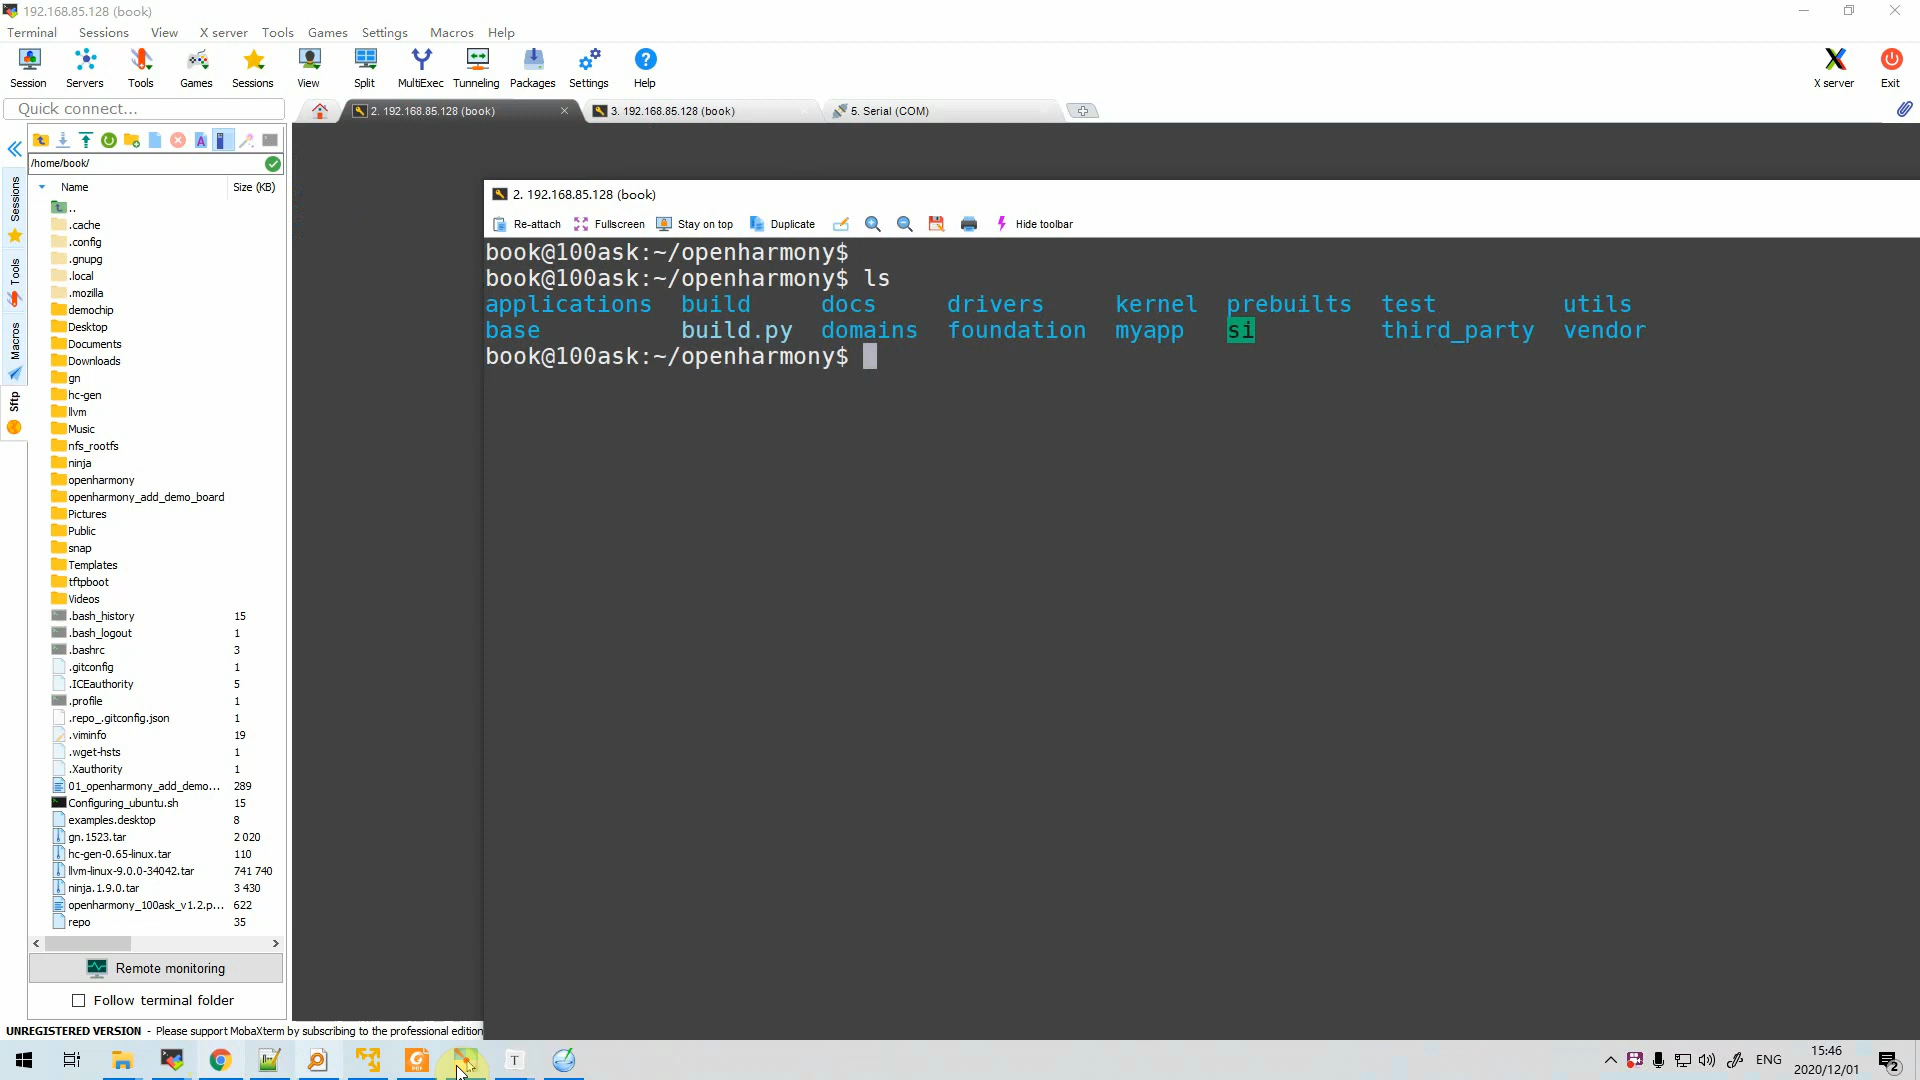 192.168.85.128 (book)
Terminal Sessions View X server Tools Games Settings Macros Help
Session Servers Tools Games Sessions View Split MultiExec Tunneling Packages Settings Help X server Exit
Quick connect...
2. 192.168.85.128 (book) 3. 192.168.85.128 (book) 5. Serial (COM)
/home/book/
Name Size (KB)
..
.cache
.config
.gnupg
.local
.mozilla
demochip
Desktop
Documents
Downloads
gn
hc-gen
llvm
Music
nfs_rootfs
ninja
openharmony
openharmony_add_demo_board
Pictures
Public
snap
Templates
tftpboot
Videos
.bash_history 15
.bash_logout 1
.bashrc 3
.gitconfig 1
.ICEauthority 5
.profile 1
.repo_.gitconfig.json 1
.viminfo 19
.wget-hsts 1
.Xauthority 1
01_openharmony_add_demo... 289
Configuring_ubuntu.sh 15
examples.desktop 8
gn.1523.tar 2 020
hc-gen-0.65-linux.tar 110
llvm-linux-9.0.0-34042.tar 741 740
ninja.1.9.0.tar 3 430
openharmony_100ask_v1.2.p... 622
repo 35
Sessions
Tools
Macros
Sftp
Remote monitoring
Follow terminal folder
UNREGISTERED VERSION - Please support MobaXterm by subscribing to the professional edition
2. 192.168.85.128 (book)
Re-attach Fullscreen Stay on top Duplicate Hide toolbar
book@100ask:~/openharmony$
book@100ask:~/openharmony$ ls
applications build docs drivers kernel prebuilts test utils
base build.py domains foundation myapp si third_party vendor
book@100ask:~/openharmony$
ENG
15:46
2020/12/01
2